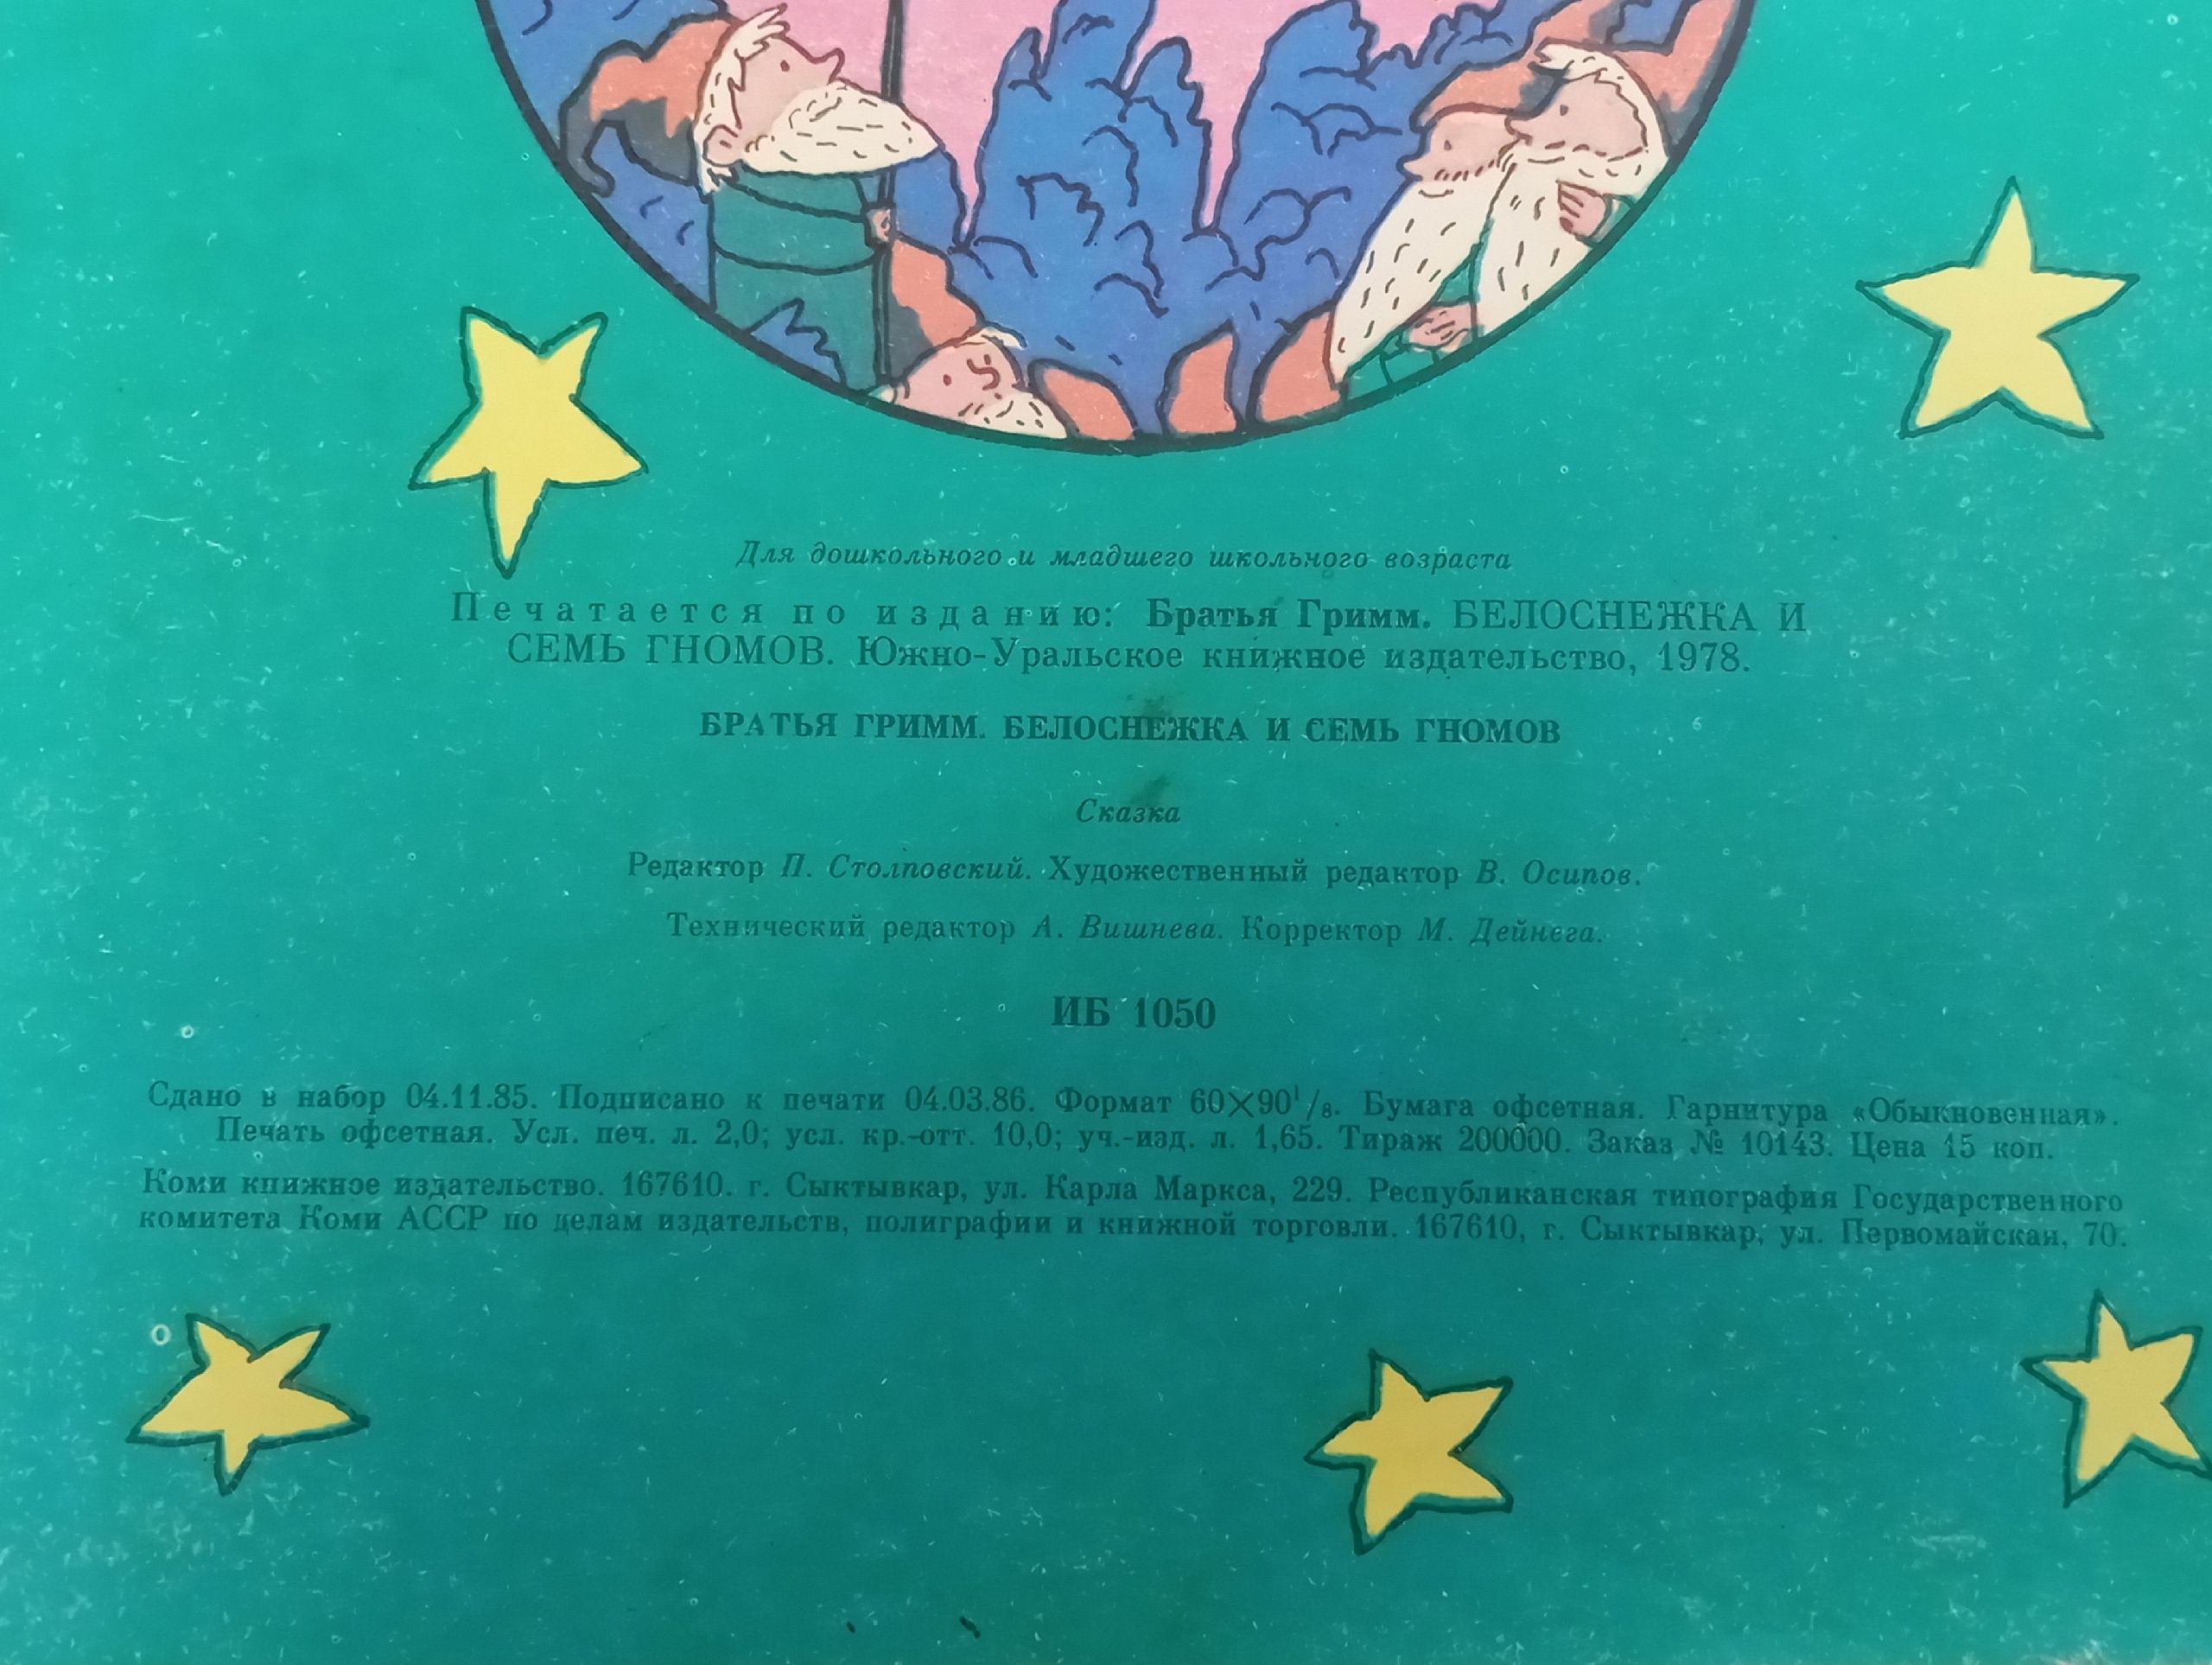 Для дошкольного и младшего школьного возраста
Печатается по изданию: Братья Гримм. БЕЛОСНЕЖКА И
СЕМЬ ГНОМОВ. Южно-Уральское книжное издательство, 1978.
БРАТЬЯ ГРИММ. БЕЛОСНЕЖКА И СЕМЬ ГНОМОВ
Сказка
Редактор П. Столповский. Художественный редактор В. Осипов.
Технический редактор А. Вишнева. Корректор М. Дейнега.
ИБ 1050
Сдано в набор 04.11.85. Подписано к печати 04.03.86. Формат 60×90¹/₈. Бумага офсетная. Гарнитура «Обыкновенная».
Печать офсетная. Усл. печ. л. 2,0; усл. кр.-отт. 10,0; уч.-изд. л. 1,65. Тираж 200000. Заказ № 10143. Цена 15 коп.
Коми книжное издательство. 167610. г. Сыктывкар, ул. Карла Маркса, 229. Республиканская типография Государственного
комитета Коми АССР по делам издательств, полиграфии и книжной торговли. 167610, г. Сыктывкар, ул. Первомайская, 70.